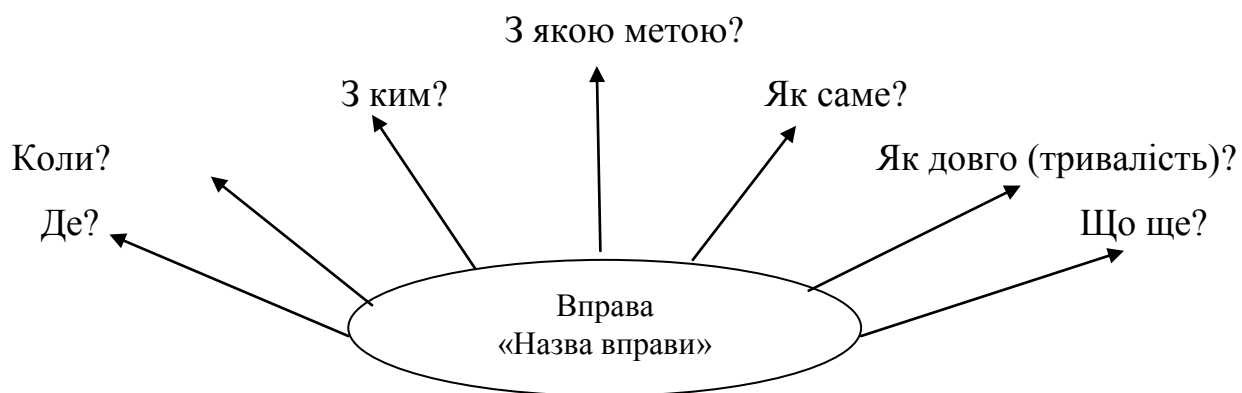 З якою метою?
З ким?
Як саме?
Коли?
Як довго (тривалість)?
Де?
Що ще?
Вправа
«Назва вправи»